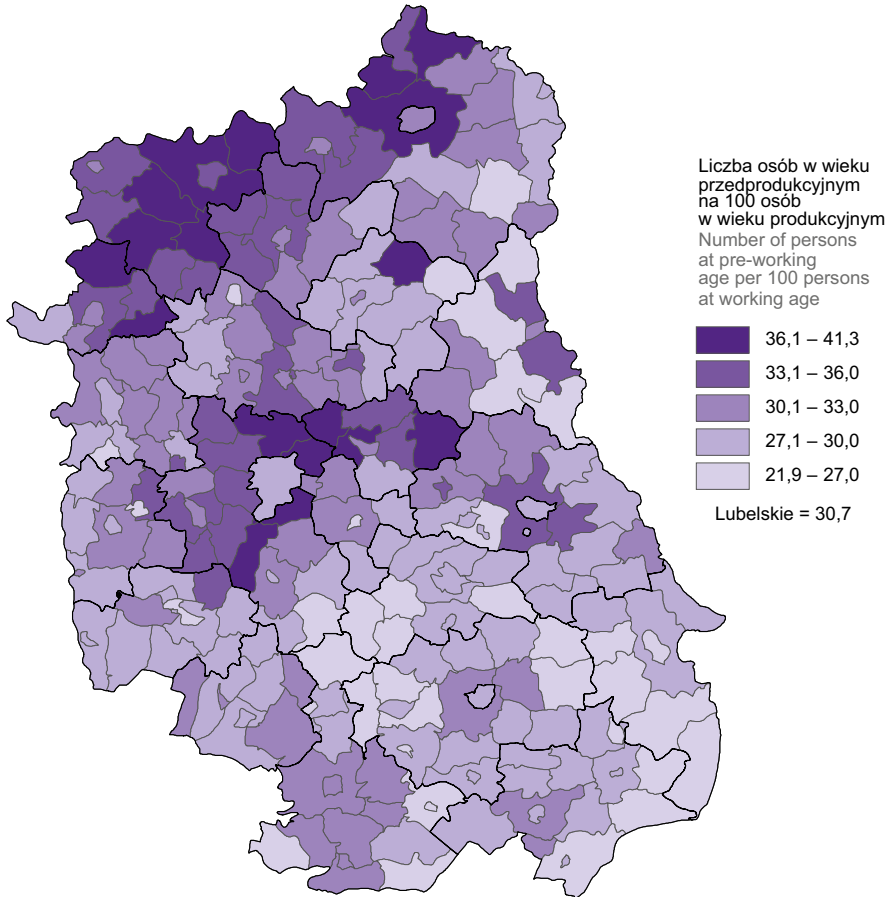 Liczba osób w wieku
przedprodukcyjnym
na 100 osób
w wieku produkcyjnym
Number of persons
at pre-working
age per 100 persons
at working age
36,1 – 41,3
33,1 – 36,0
30,1 – 33,0
27,1 – 30,0
21,9 – 27,0
Lubelskie = 30,7